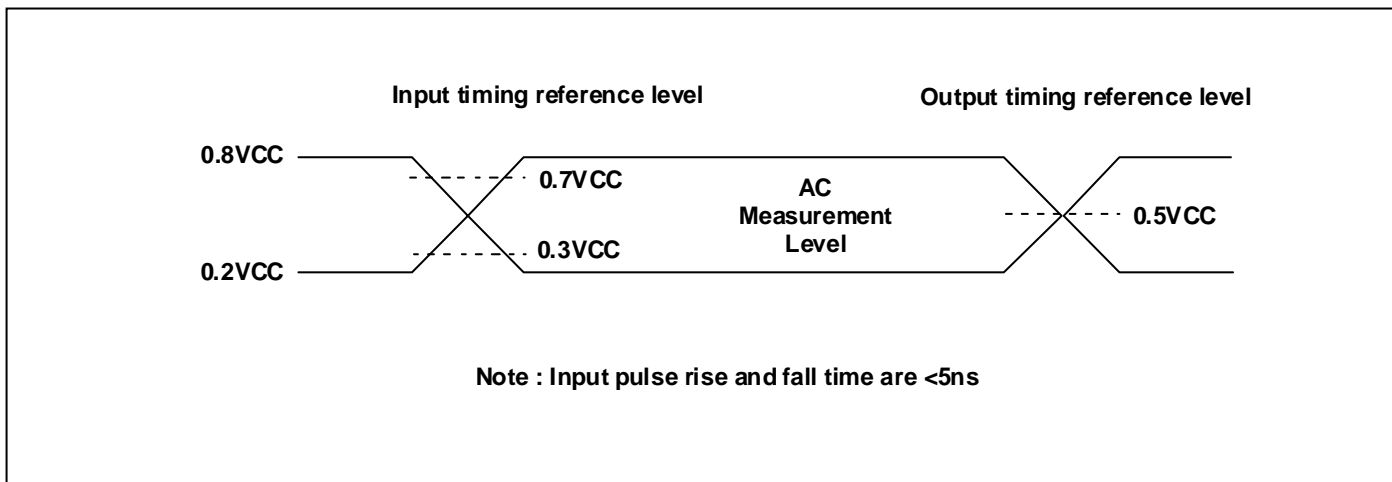 Input timing reference level
Output timing reference level
0.8VCC
0.7VCC
AC
Measurement
Level
0.5VCC
0.3VCC
0.2VCC
Note : Input pulse rise and fall time are <5ns